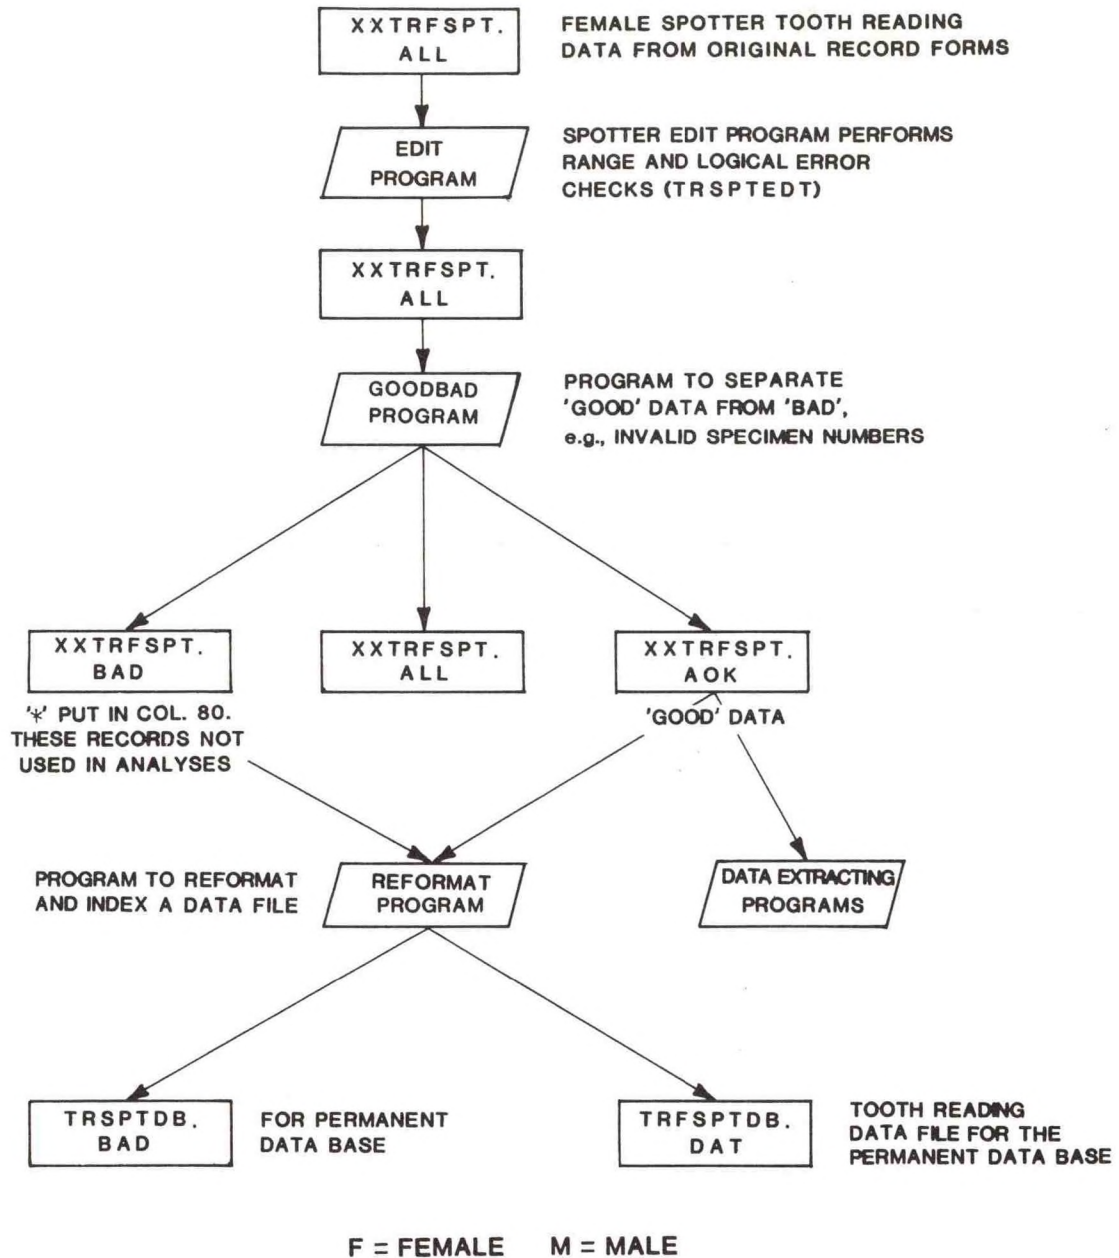 XXTRFSPT.
ALL
FEMALE SPOTTER TOOTH READING
DATA FROM ORIGINAL RECORD FORMS
EDIT
PROGRAM
SPOTTER EDIT PROGRAM PERFORMS
RANGE AND LOGICAL ERROR
CHECKS (TRSPTEDT)
XXTRFSPT.
ALL
GOODBAD
PROGRAM
PROGRAM TO SEPARATE
'GOOD' DATA FROM 'BAD',
e.g., INVALID SPECIMEN NUMBERS
XXTRFSPT.
BAD
XXTRFSPT.
ALL
XXTRFSPT.
AOK
'*' PUT IN COL. 80.
THESE RECORDS NOT
USED IN ANALYSES
'GOOD' DATA
PROGRAM TO REFORMAT
AND INDEX A DATA FILE
REFORMAT
PROGRAM
DATA EXTRACTING
PROGRAMS
TRSPTDB.
BAD
FOR PERMANENT
DATA BASE
TRFSPTDB.
DAT
TOOTH READING
DATA FILE FOR THE
PERMANENT DATA BASE
F = FEMALE M = MALE